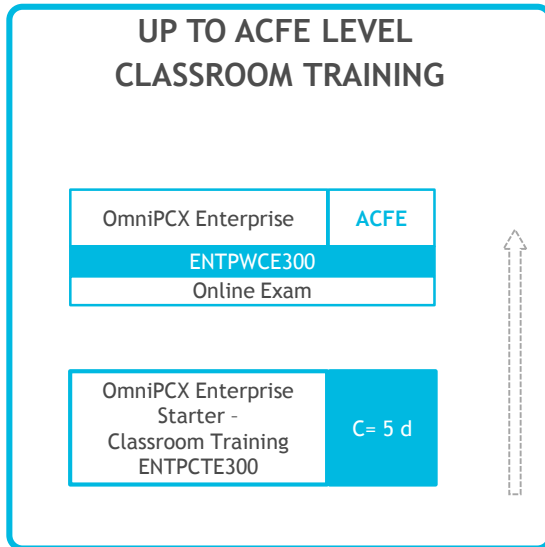 UP TO ACFE LEVEL
CLASSROOM TRAINING
OmniPCX Enterprise
ACFE
ENTPWCE300
Online Exam
OmniPCX Enterprise
Starter –
Classroom Training
ENTPCTE300
C= 5 d